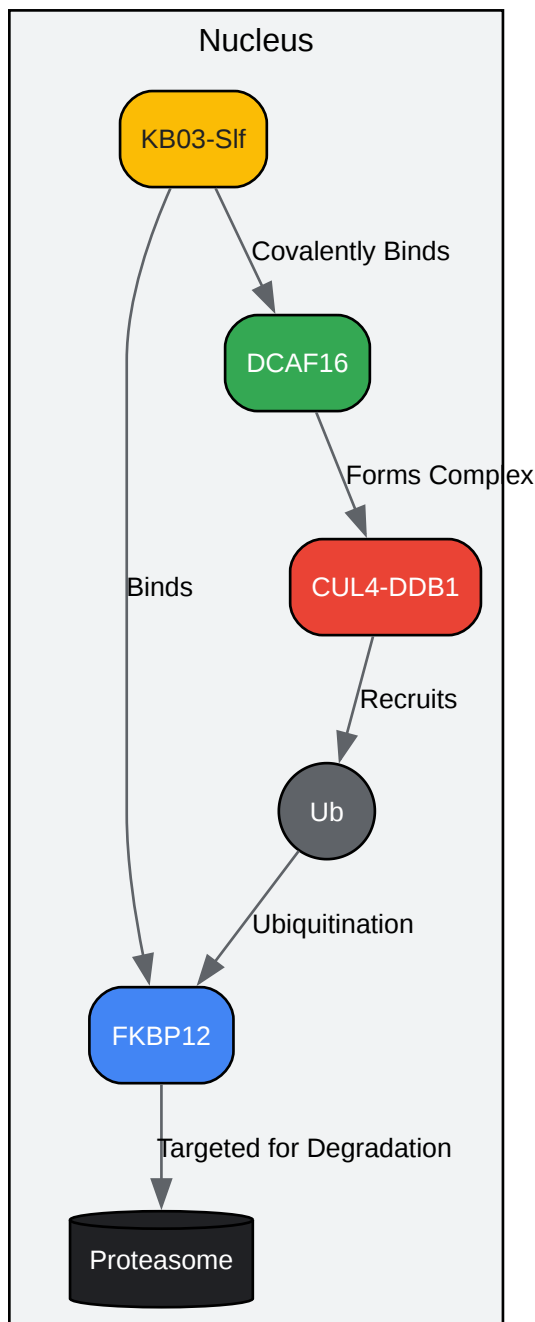 Nucleus
KB03-Slf
Covalently Binds
DCAF16
Forms Complex
CUL4-DDB1
Binds
Recruits
Ub
Ubiquitination
FKBP12
Targeted for Degradation
Proteasome